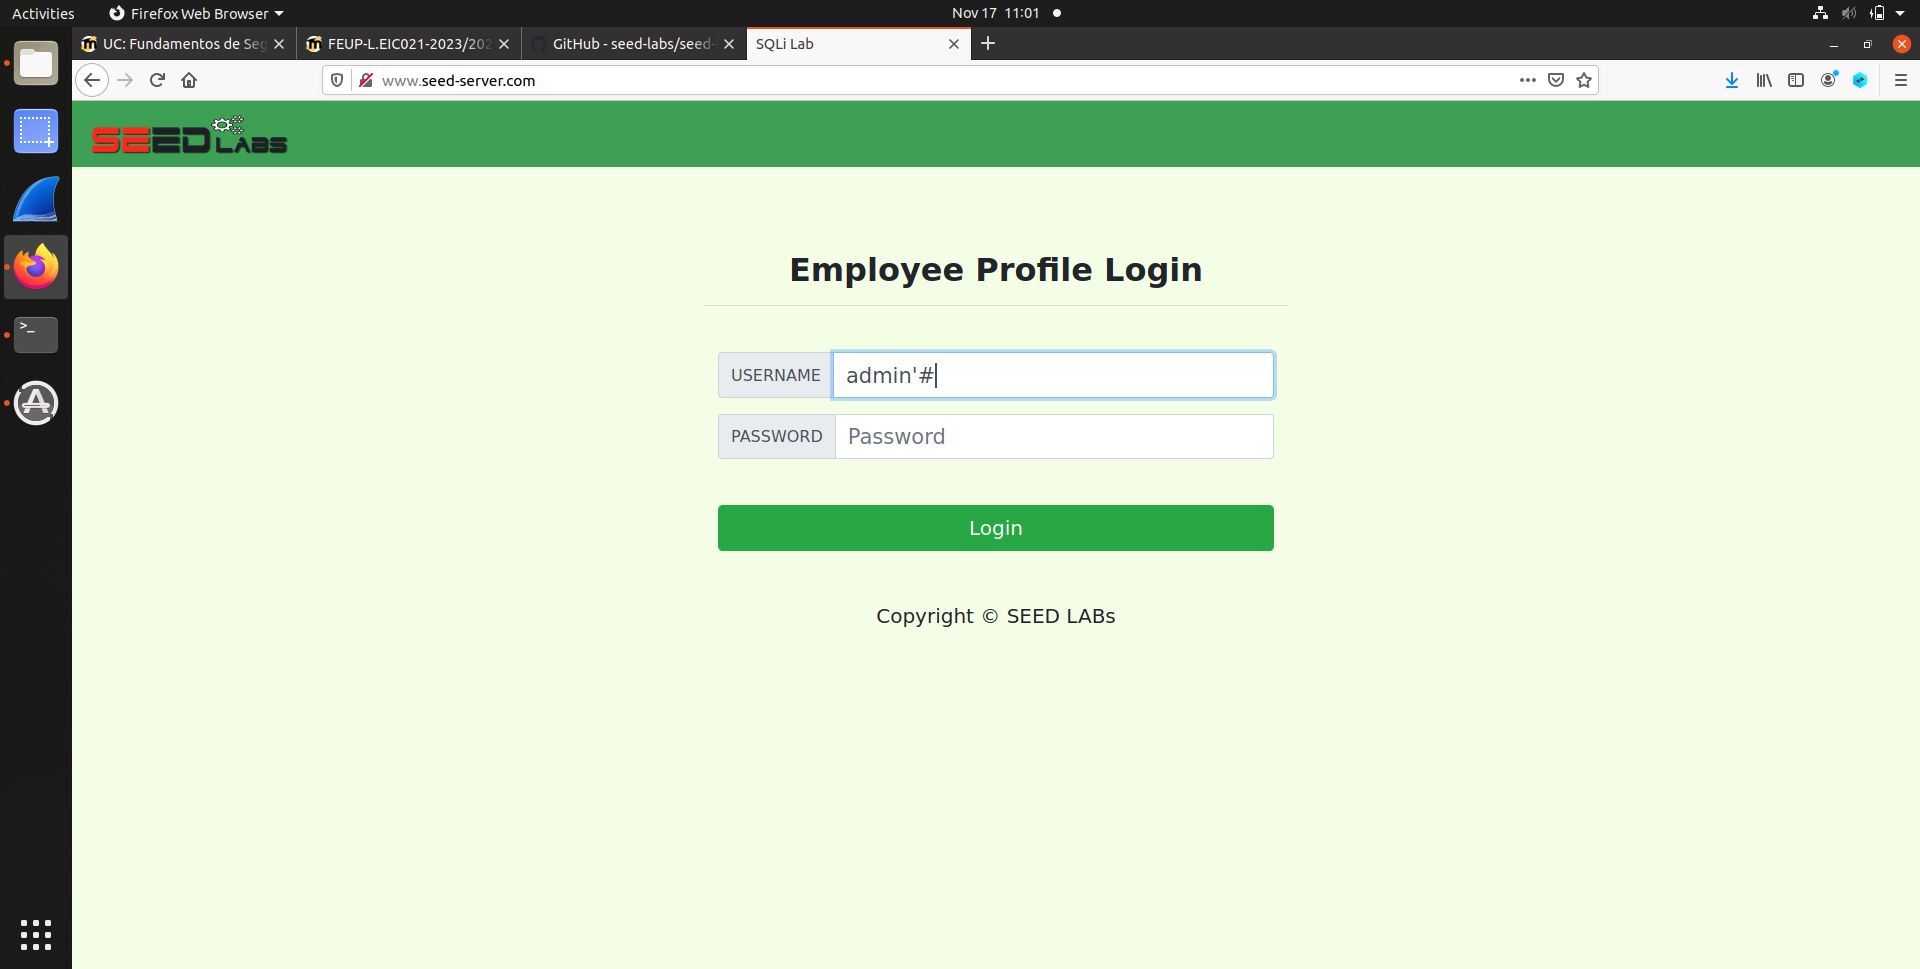 Activities Firefox Web Browser Nov 17 11:01
UC: Fundamentos de Seg FEUP-L.EIC021-2023/202 GitHub - seed-labs/seed- SQLi Lab
www.seed-server.com
SEED LABS
Employee Profile Login
USERNAME admin'#
PASSWORD Password
Login
Copyright © SEED LABs